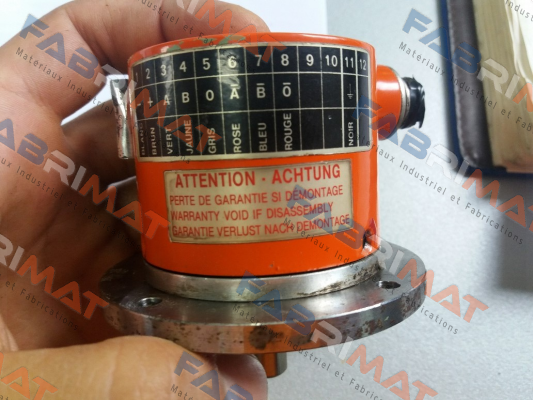 1 2 3 4 5 6 7 8 9 10 11 12
+ A B O A̅ B̅ O̅
BLANC BRUN VERT JAUNE GRIS ROSE BLEU ROUGE NOIR
ATTENTION - ACHTUNG
PERTE DE GARANTIE SI DÉMONTAGE
WARRANTY VOID IF DISASSEMBLY
GARANTIE VERLUST NACH DEMONTAGE
FABRIMAT
Materiaux Industriel et Fabrications